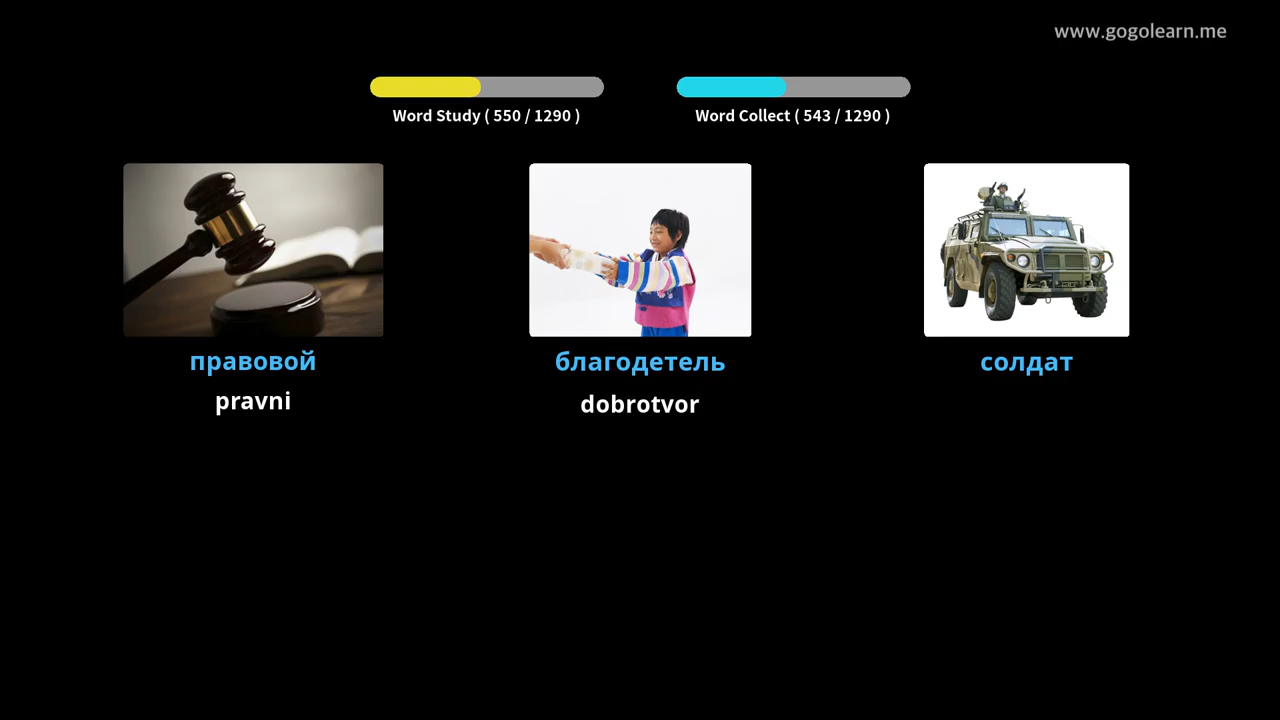 www.gogolearn.me
Word Study ( 550 / 1290 )
Word Collect ( 543 / 1290 )
правовой
благодетель
солдат
pravni
dobrotvor